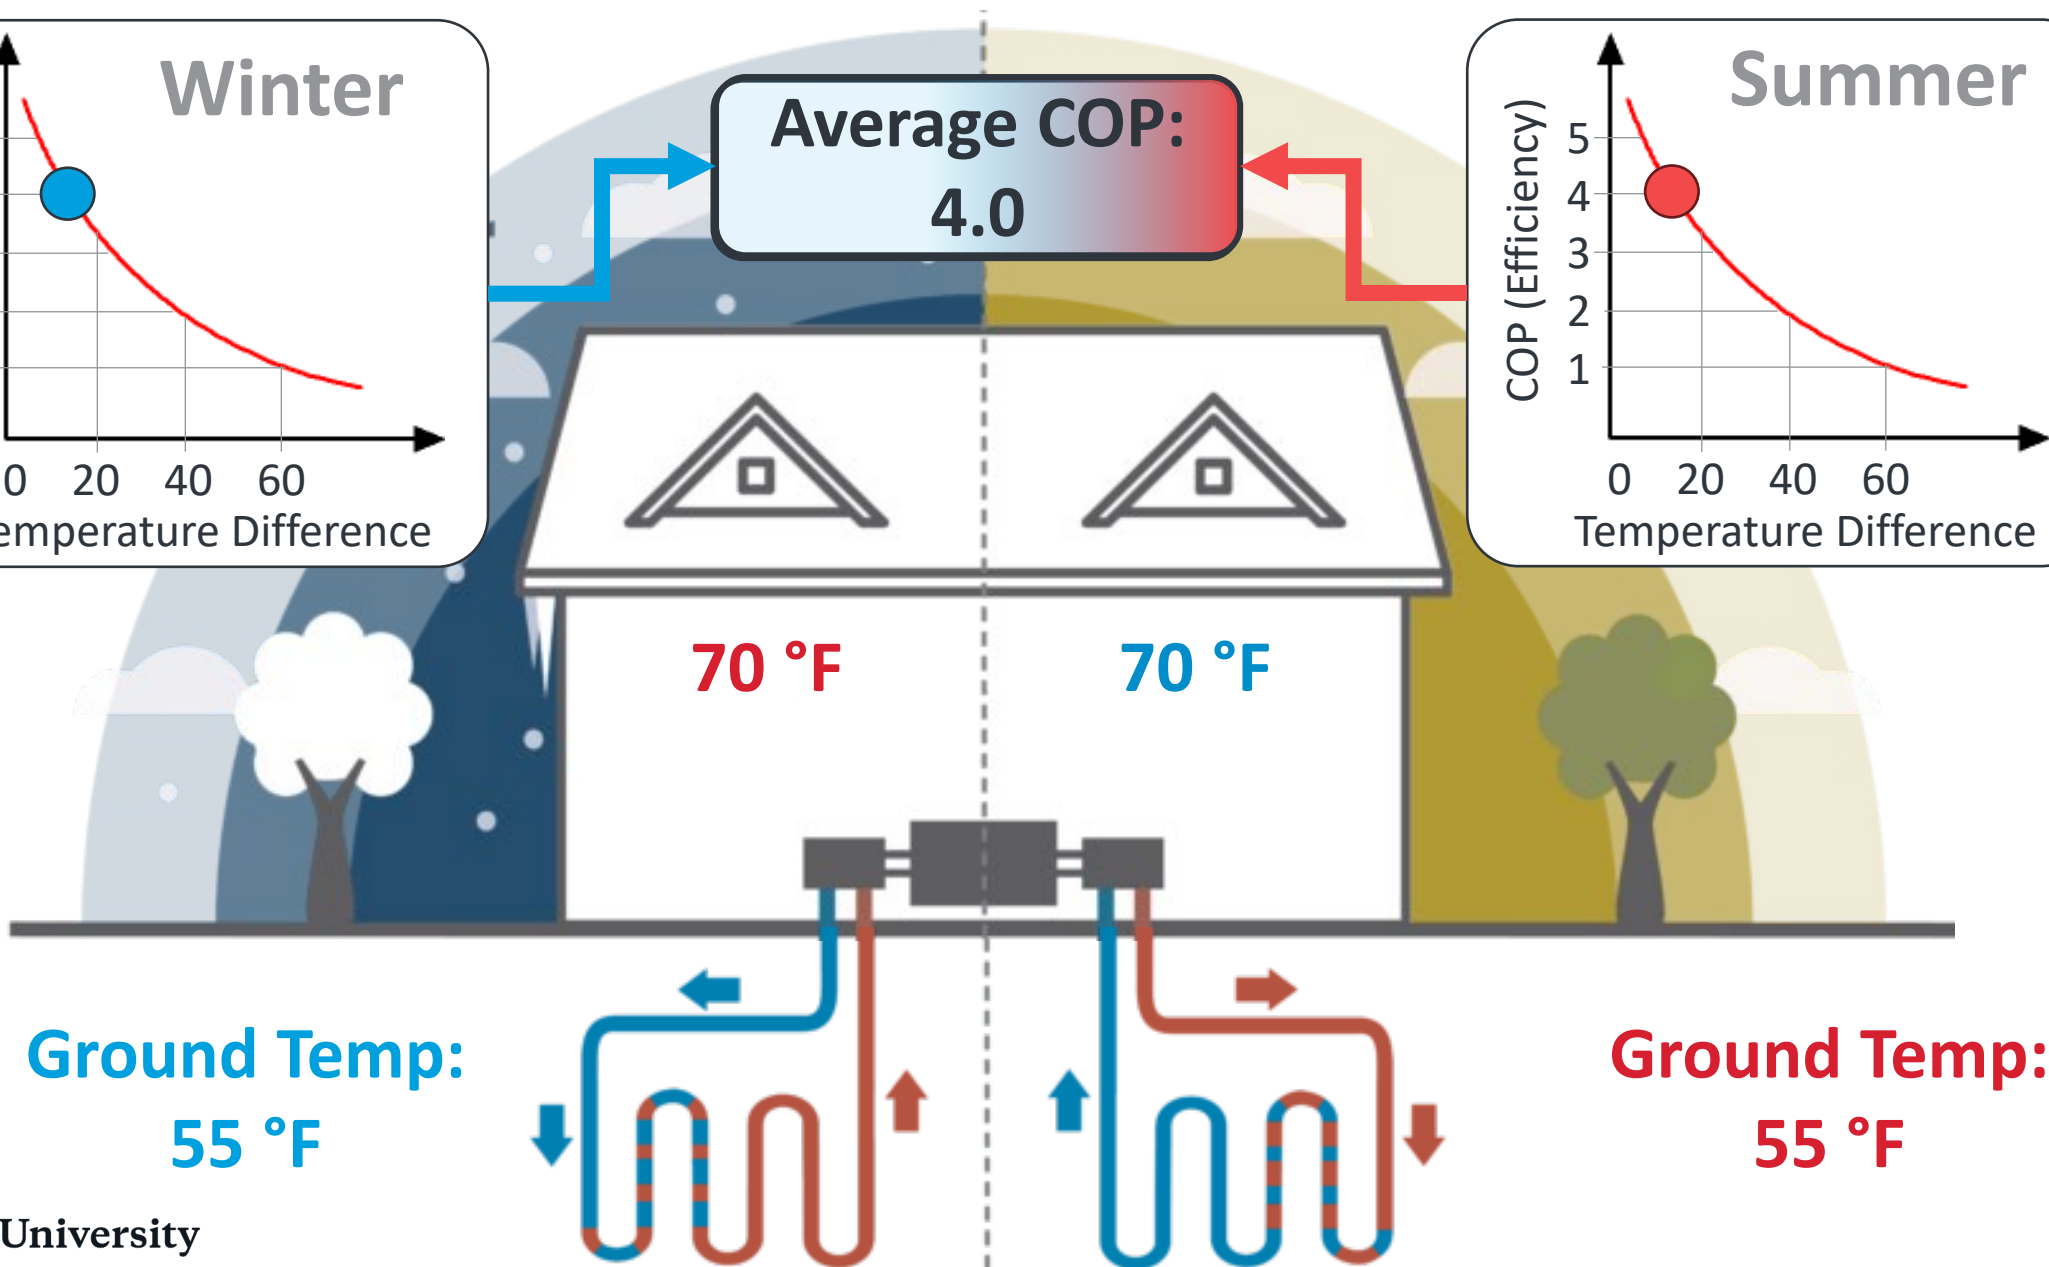 Winter
0 20 40 60
emperature Difference
Average COP:
4.0
Summer
COP (Efficiency)
5
4
3
2
1
0 20 40 60
Temperature Difference
70 °F
70 °F
Ground Temp:
55 °F
Ground Temp:
55 °F
University